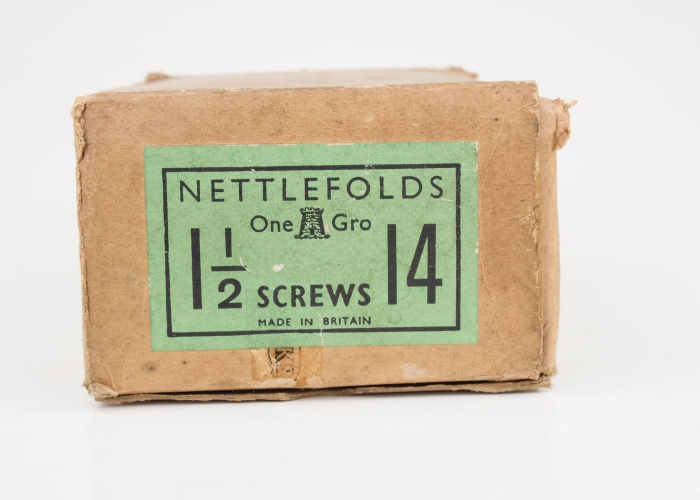 NETTLEFOLDS
One Gro
1 1/2 SCREWS 14
MADE IN BRITAIN